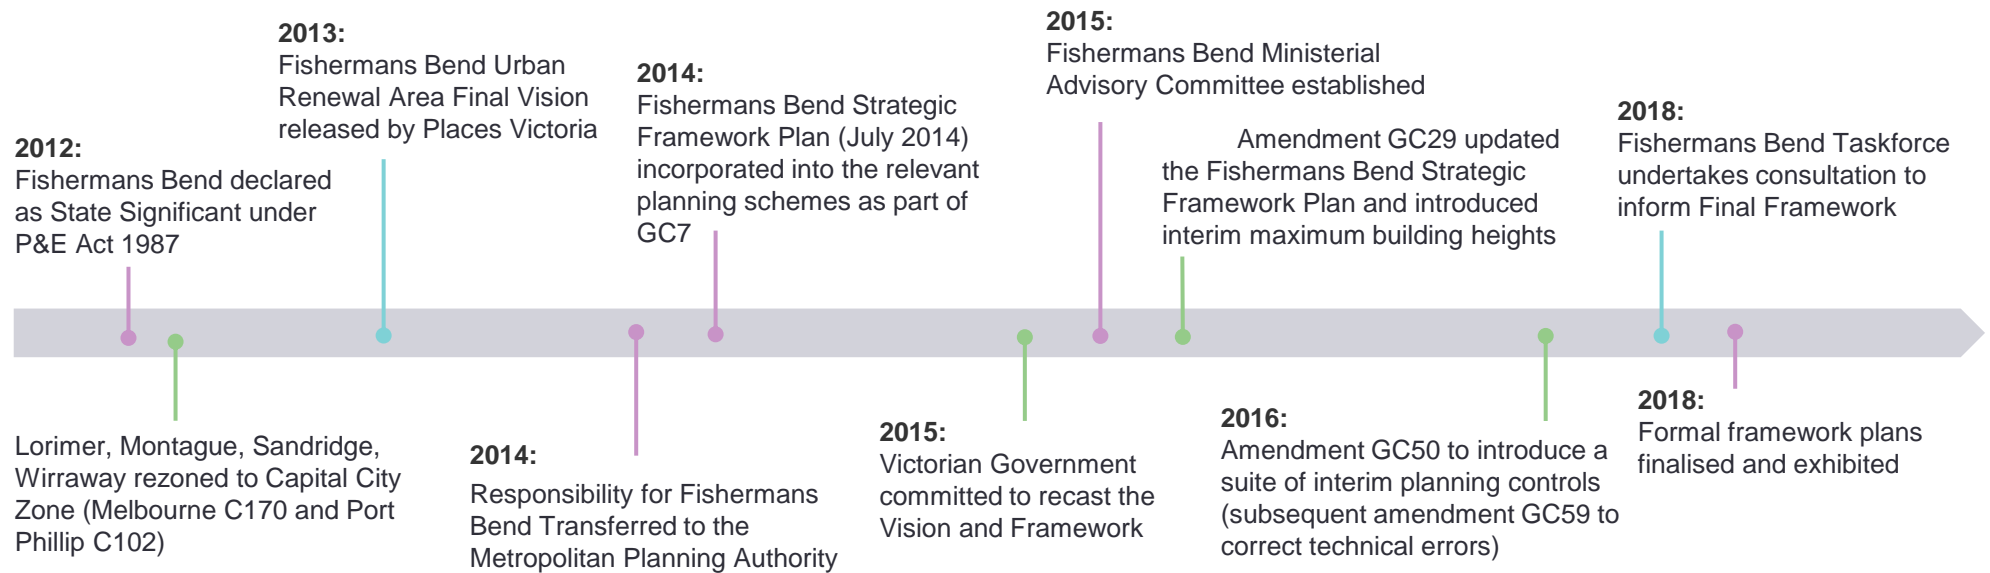 2012:
Fishermans Bend declared
as State Significant under
P&E Act 1987
Lorimer, Montague, Sandridge,
Wirraway rezoned to Capital City
Zone (Melbourne C170 and Port
Phillip C102)
2013:
Fishermans Bend Urban
Renewal Area Final Vision
released by Places Victoria
2014:
Responsibility for Fishermans
Bend Transferred to the
Metropolitan Planning Authority
2014:
Fishermans Bend Strategic
Framework Plan (July 2014)
incorporated into the relevant
planning schemes as part of
GC7
2015:
Victorian Government
committed to recast the
Vision and Framework
2015:
Fishermans Bend Ministerial
Advisory Committee established
Amendment GC29 updated
the Fishermans Bend Strategic
Framework Plan and introduced
interim maximum building heights
2016:
Amendment GC50 to introduce a
suite of interim planning controls
(subsequent amendment GC59 to
correct technical errors)
2018:
Fishermans Bend Taskforce
undertakes consultation to
inform Final Framework
2018:
Formal framework plans
finalised and exhibited